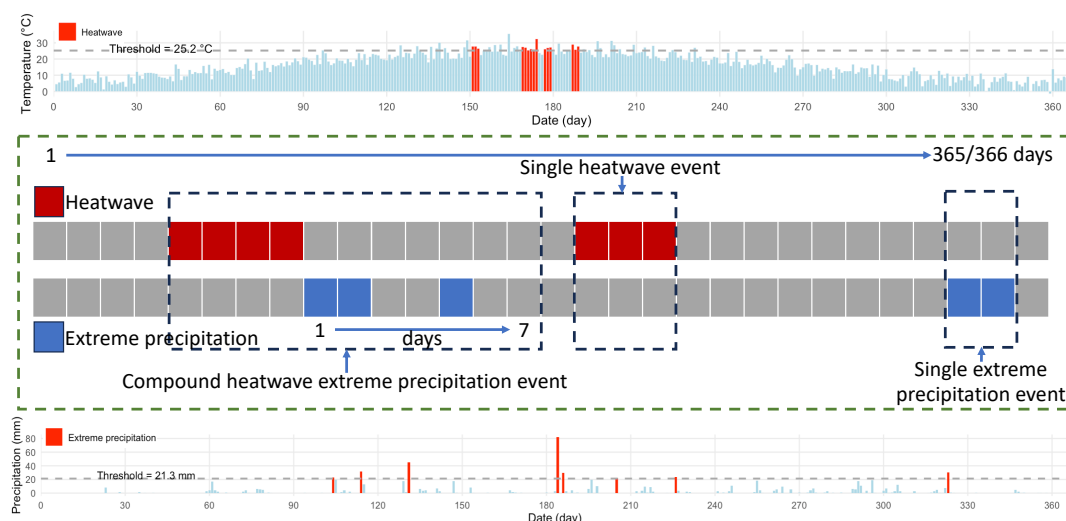 Temperature (°C)
Heatwave
Threshold = 25.2 °C
30
20
10
0
0 30 60 90 120 150 180 210 240 270 300 330 360
Date (day)
1 365/366 days
Single heatwave event
Heatwave
Extreme precipitation
1 days 7
Compound heatwave extreme precipitation event
Single extreme
precipitation event
Precipitation (mm)
Extreme precipitation
Threshold = 21.3 mm
80
60
40
20
0
0 30 60 90 120 150 180 210 240 270 300 330 360
Date (day)